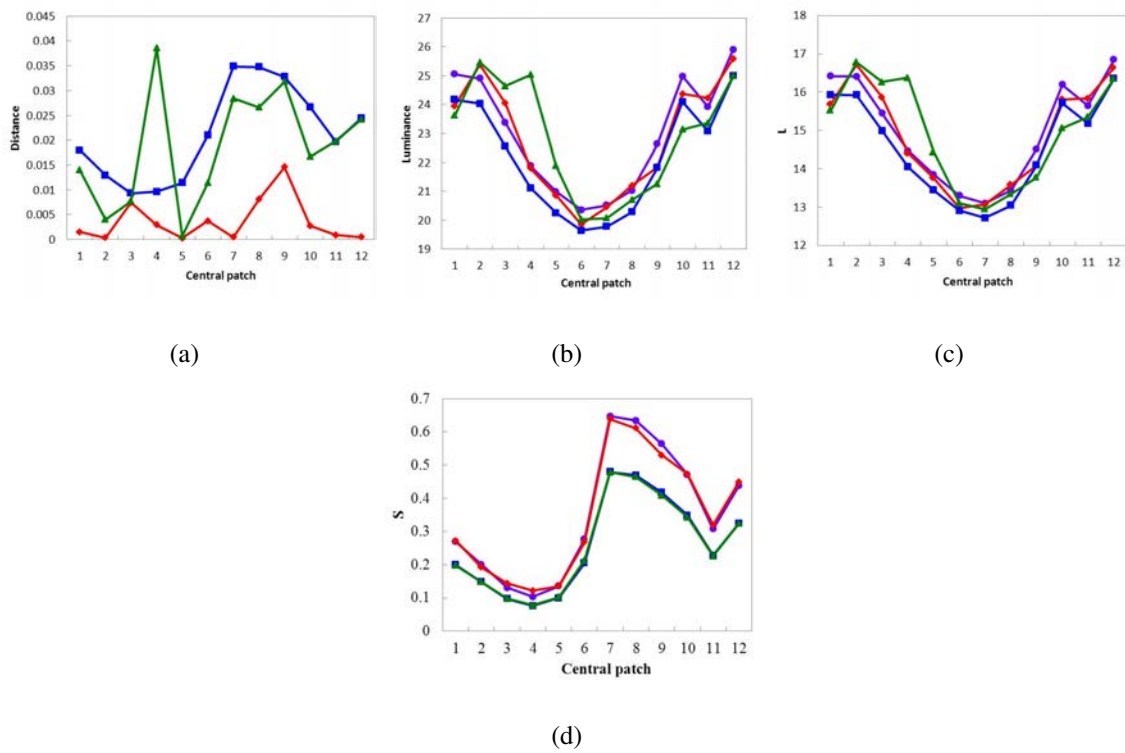 0.045
0.04
0.035
0.03
0.025
0.02
0.015
0.01
0.005
0
Distance
1 2 3 4 5 6 7 8 9 10 11 12
Central patch
(a)
27
26
25
24
23
22
21
20
19
Luminance
1 2 3 4 5 6 7 8 9 10 11 12
Central patch
(b)
18
17
16
15
14
13
12
L
1 2 3 4 5 6 7 8 9 10 11 12
Central patch
(c)
0.7
0.6
0.5
0.4
0.3
0.2
0.1
0
S
1 2 3 4 5 6 7 8 9 10 11 12
Central patch
(d)